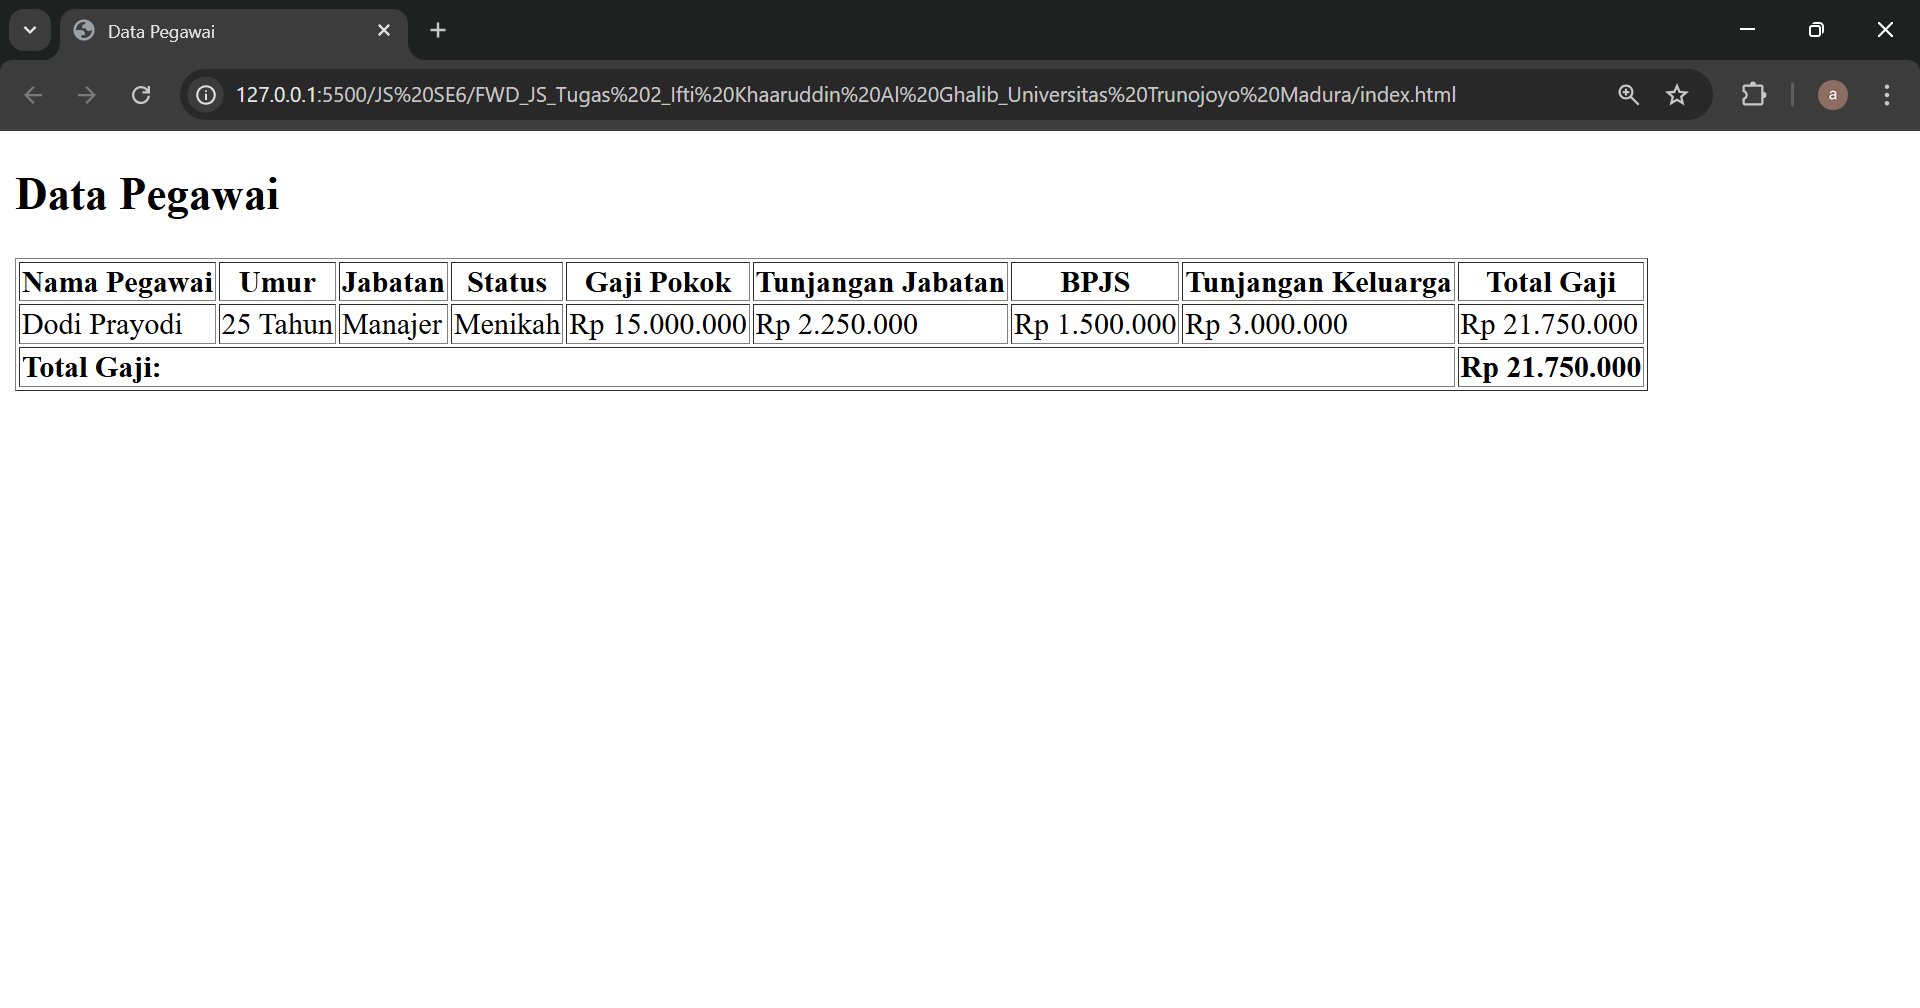 Data Pegawai
127.0.0.1:5500/JS%20SE6/FWD_JS_Tugas%202_Ifti%20Khaaruddin%20Al%20Ghalib_Universitas%20Trunojoyo%20Madura/index.html
a
Data Pegawai
Nama Pegawai Umur Jabatan Status Gaji Pokok Tunjangan Jabatan BPJS Tunjangan Keluarga Total Gaji
Dodi Prayodi 25 Tahun Manajer Menikah Rp 15.000.000 Rp 2.250.000 Rp 1.500.000 Rp 3.000.000 Rp 21.750.000
Total Gaji: Rp 21.750.000